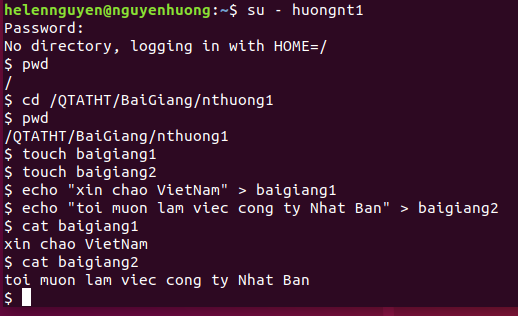 helennguyen@nguyenhuong:~$ su - huongnt1
Password:
No directory, logging in with HOME=/
$ pwd
/
$ cd /QTATHT/BaiGiang/nthuong1
$ pwd
/QTATHT/BaiGiang/nthuong1
$ touch baigiang1
$ touch baigiang2
$ echo "xin chao VietNam" > baigiang1
$ echo "toi muon lam viec cong ty Nhat Ban" > baigiang2
$ cat baigiang1
xin chao VietNam
$ cat baigiang2
toi muon lam viec cong ty Nhat Ban
$